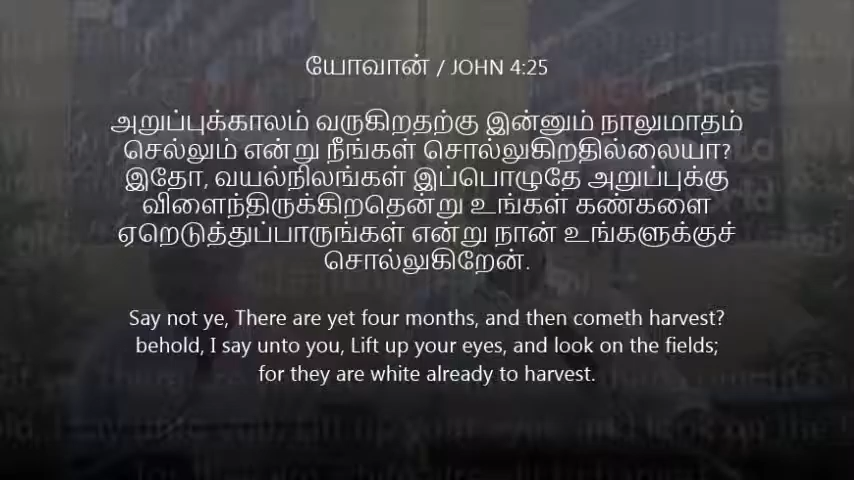 யோவான் / JOHN 4:25
அறுப்புக்காலம் வருகிறதற்கு இன்னும் நாலுமாதம்
செல்லும் என்று நீங்கள் சொல்லுகிறதில்லையா?
இதோ, வயல்நிலங்கள் இப்பொழுதே அறுப்புக்கு
விளைந்திருக்கிறதென்று உங்கள் கண்களை
ஏறெடுத்துப்பாருங்கள் என்று நான் உங்களுக்குச்
சொல்லுகிறேன்.
Say not ye, There are yet four months, and then cometh harvest?
behold, I say unto you, Lift up your eyes, and look on the fields;
for they are white already to harvest.